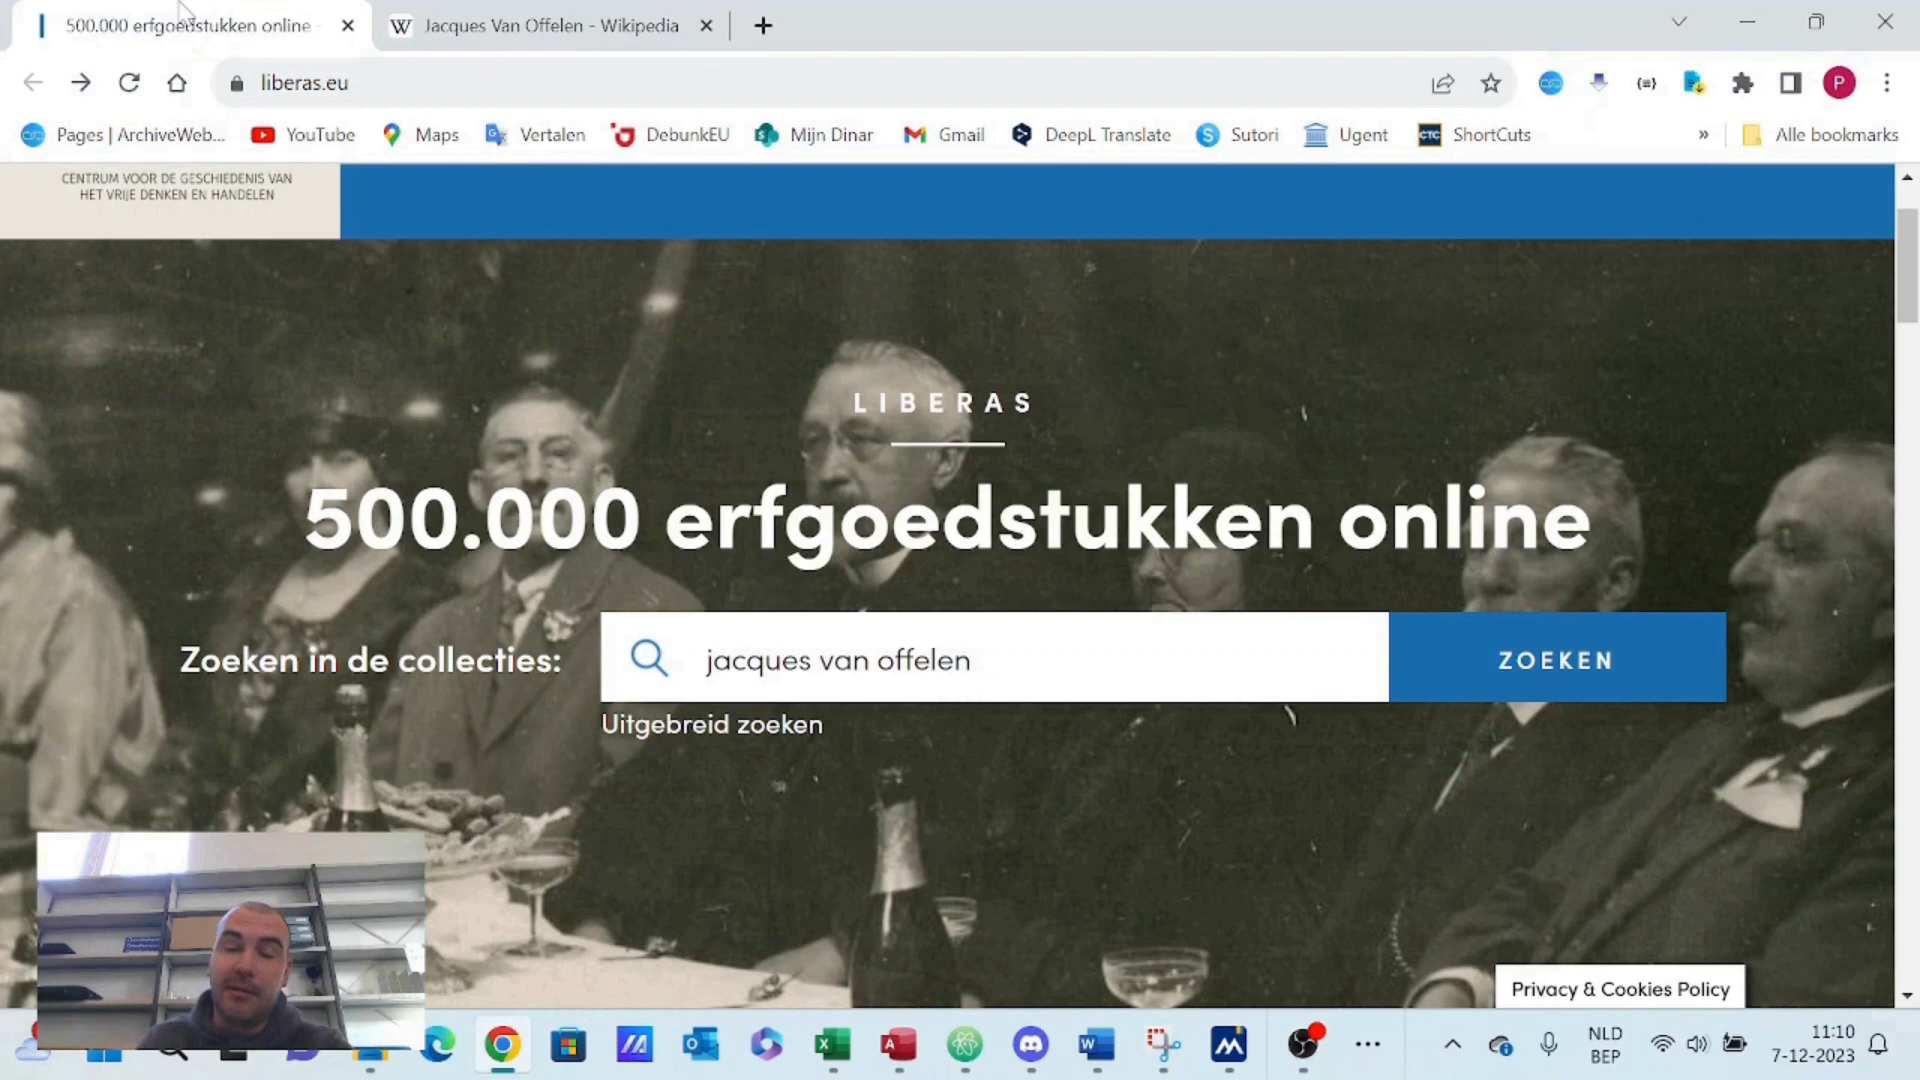 500.000 erfgoedstukken online -
Jacques Van Offelen - Wikipedia
liberas.eu
P
Pages | ArchiveWeb...
YouTube
Maps
Vertalen
DebunkEU
Mijn Dinar
Gmail
DeepL Translate
Sutori
Ugent
CTC
ShortCuts
»
Alle bookmarks
CENTRUM VOOR DE GESCHIEDENIS VAN
HET VRIJE DENKEN EN HANDELEN
LIBERAS
500.000 erfgoedstukken online
Zoeken in de collecties:
jacques van offelen
ZOEKEN
Uitgebreid zoeken
Privacy & Cookies Policy
NLD
BEP
11:10
7-12-2023